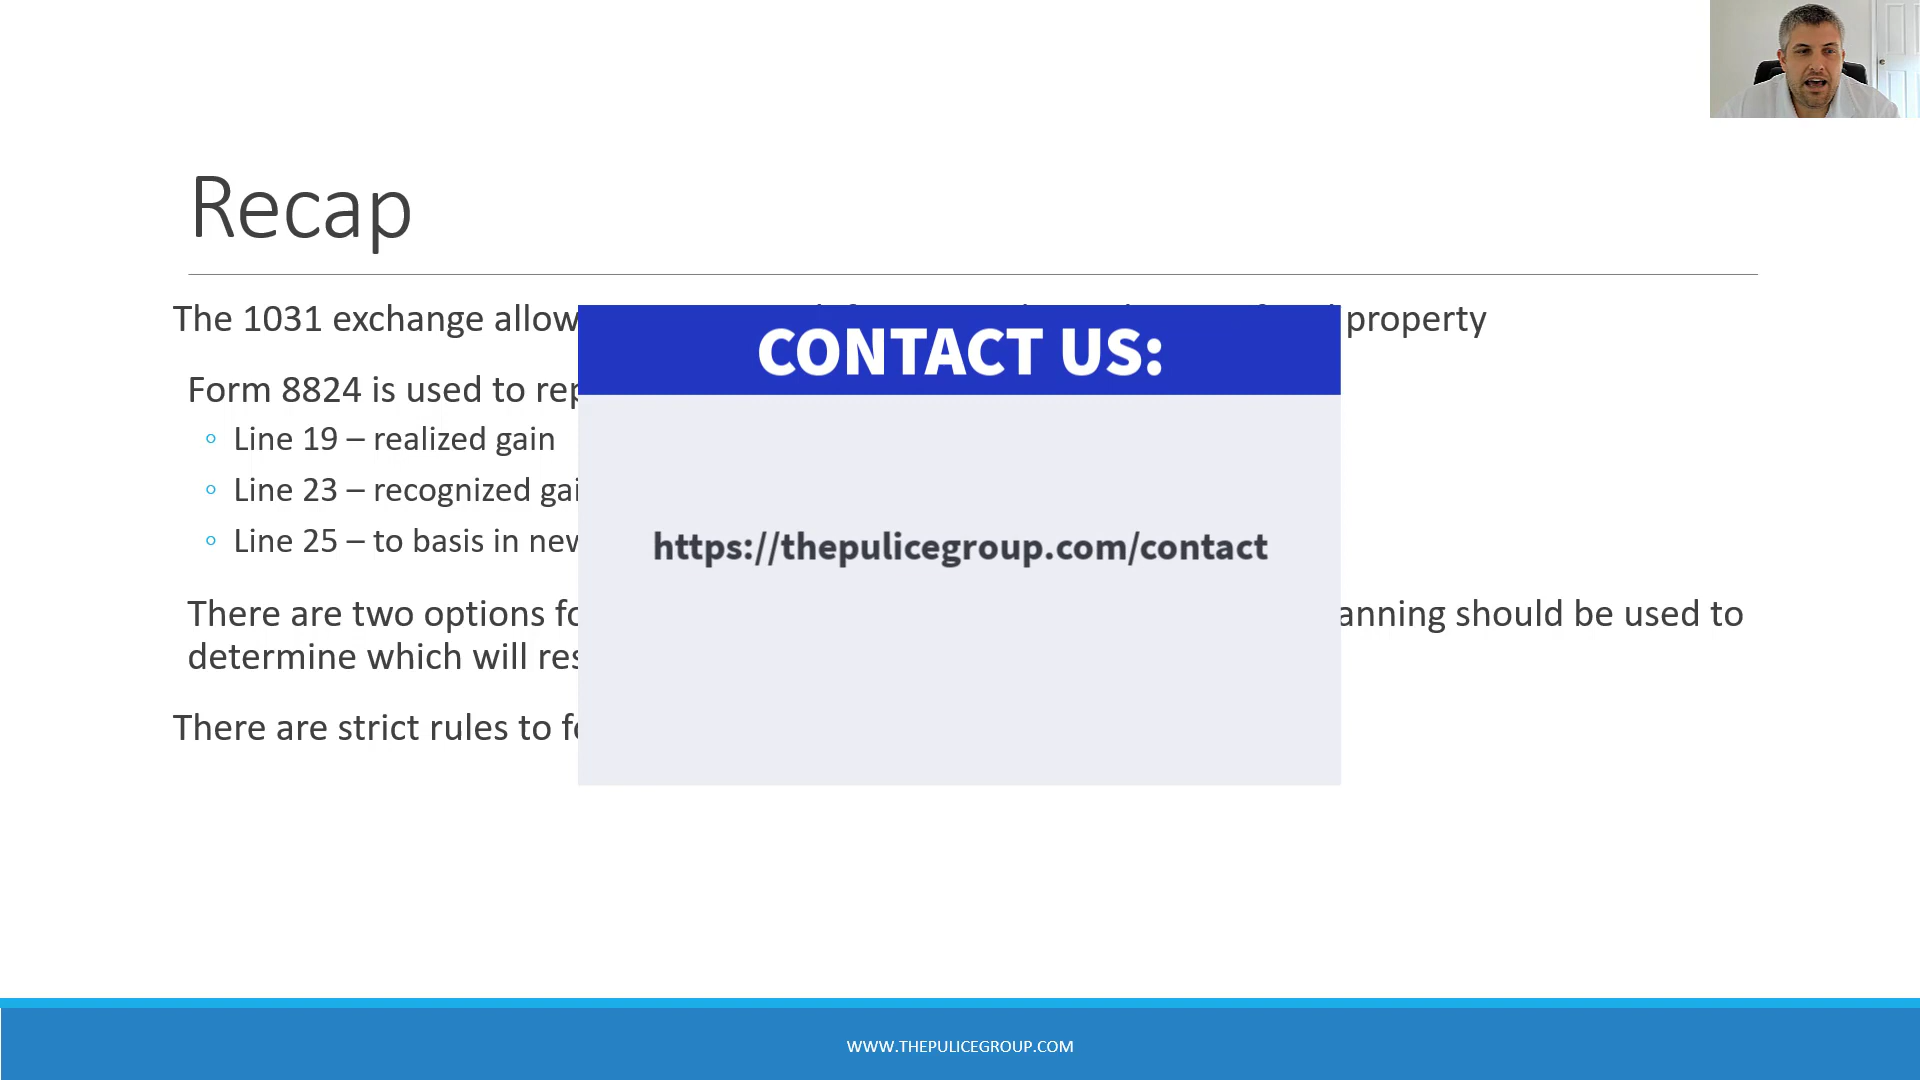 Recap
The 1031 exchange allow property
CONTACT US:
Form 8824 is used to rep
◦ Line 19 – realized gain
◦ Line 23 – recognized gai
◦ Line 25 – to basis in new
https://thepulicegroup.com/contact
There are two options fo anning should be used to
determine which will res
There are strict rules to fo
WWW.THEPULICEGROUP.COM